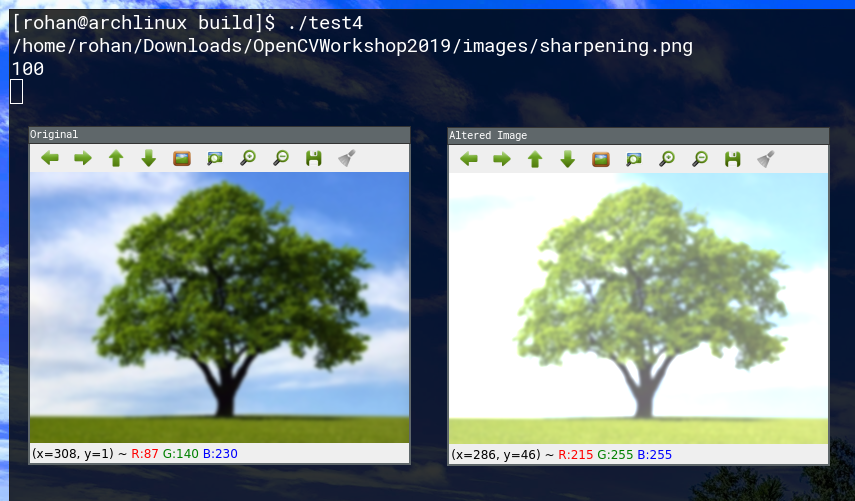 [rohan@archlinux build]$ ./test4
/home/rohan/Downloads/OpenCVWorkshop2019/images/sharpening.png
100
Original
Altered Image
(x=308, y=1) ~ R:87 G:140 B:230
(x=286, y=46) ~ R:215 G:255 B:255